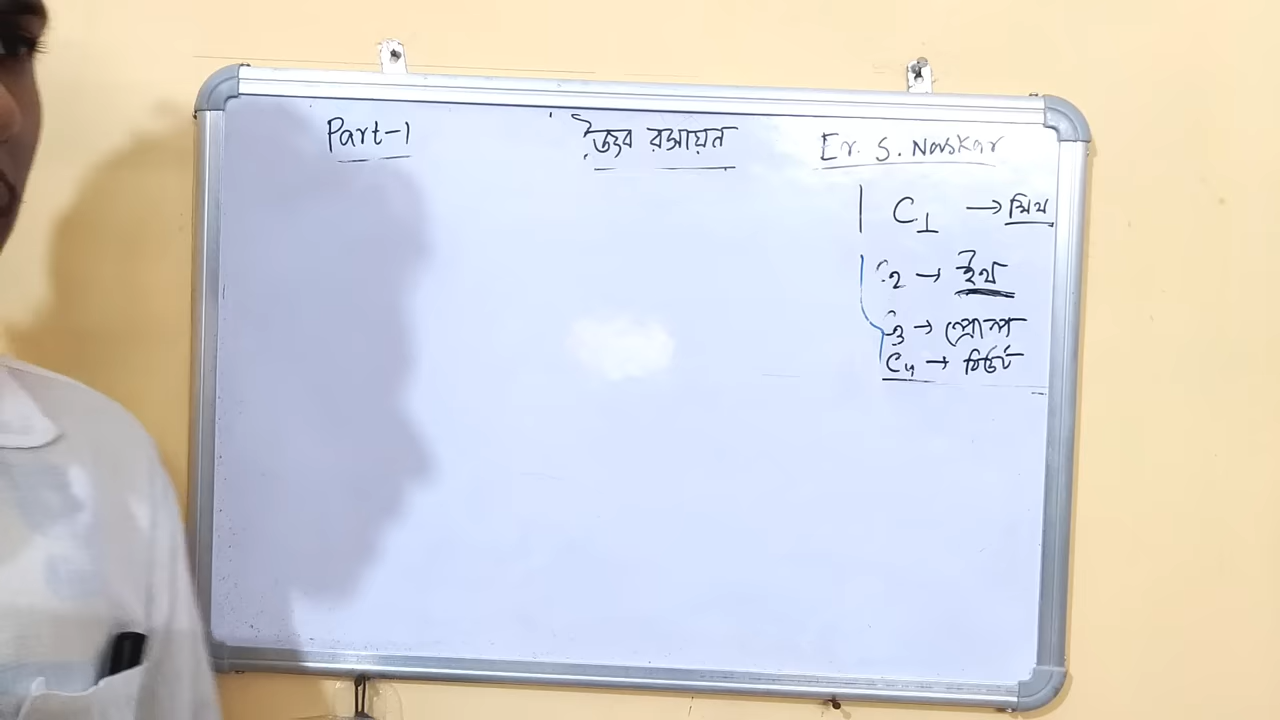 Part-1 জৈব রসায়ন Er. S. Naskar
C1 → মিথ
C2 → ইথ
C3 → প্রোপ
C4 → বিউট